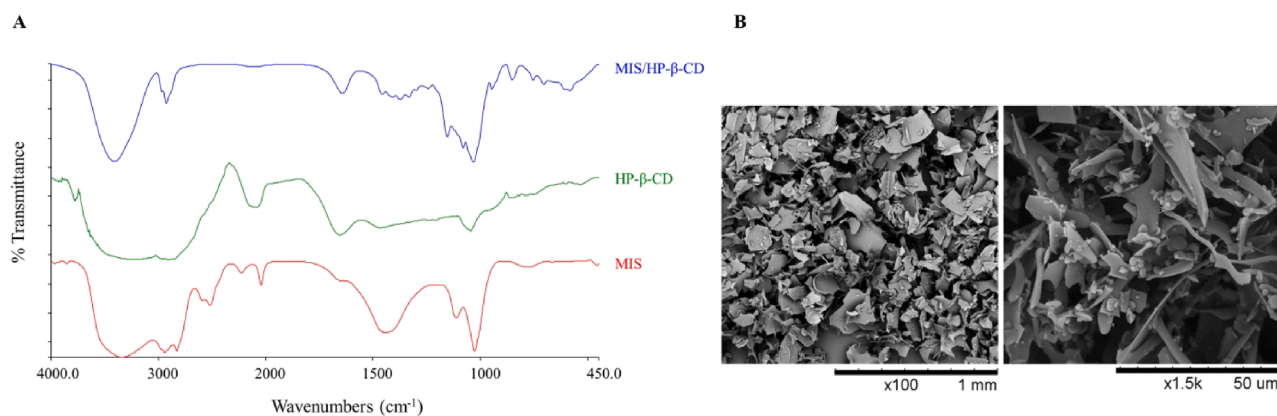 A
B
% Transmittance
MIS/HP-β-CD
HP-β-CD
MIS
4000.0 3000 2000 1500 1000 450.0
Wavenumbers (cm⁻¹)
x100 1 mm
x1.5k 50 um